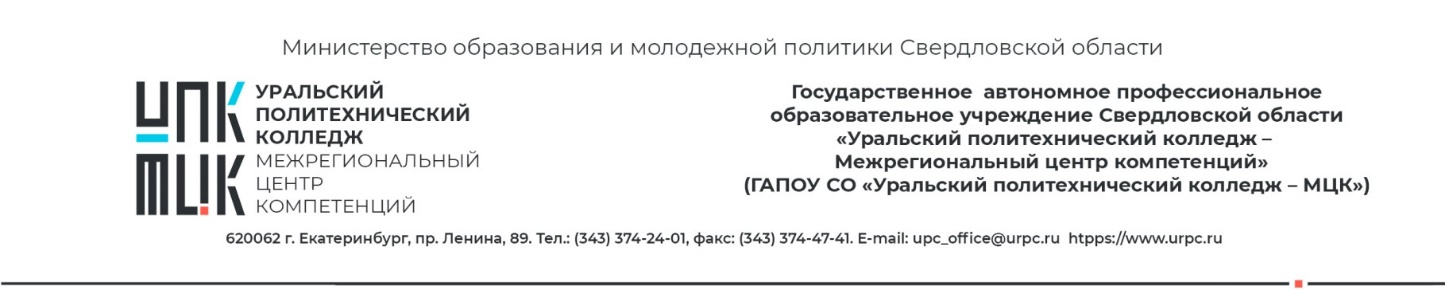 Министерство образования и молодежной политики Свердловской области
УПК УРАЛЬСКИЙ
ПОЛИТЕХНИЧЕСКИЙ
КОЛЛЕДЖ
МЦК МЕЖРЕГИОНАЛЬНЫЙ
ЦЕНТР
КОМПЕТЕНЦИЙ
Государственное автономное профессиональное
образовательное учреждение Свердловской области
«Уральский политехнический колледж –
Межрегиональный центр компетенций»
(ГАПОУ СО «Уральский политехнический колледж – МЦК»)
620062 г. Екатеринбург, пр. Ленина, 89. Тел.: (343) 374-24-01, факс: (343) 374-47-41. E-mail: upc_office@urpc.ru htpps://www.urpc.ru